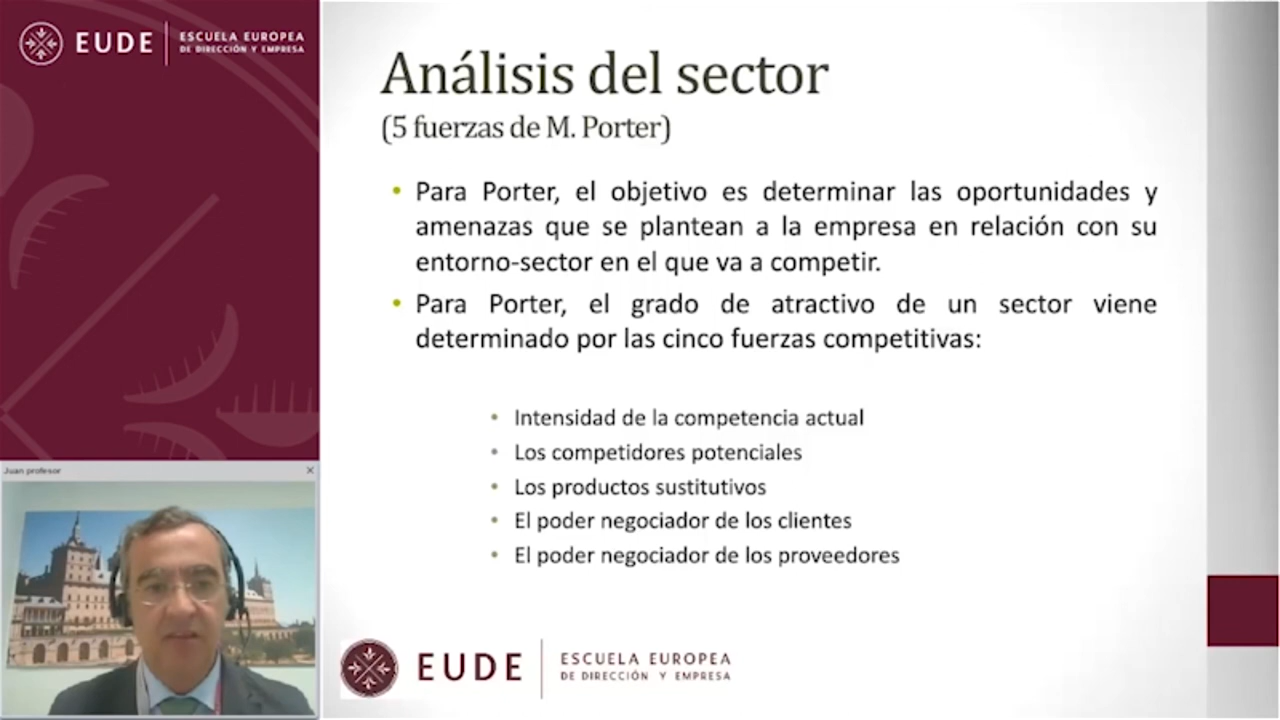 EUDE
ESCUELA EUROPEA
DE DIRECCIÓN Y EMPRESA
Análisis del sector
(5 fuerzas de M. Porter)
• Para Porter, el objetivo es determinar las oportunidades y
amenazas que se plantean a la empresa en relación con su
entorno-sector en el que va a competir.
• Para Porter, el grado de atractivo de un sector viene
determinado por las cinco fuerzas competitivas:
• Intensidad de la competencia actual
• Los competidores potenciales
• Los productos sustitutivos
• El poder negociador de los clientes
• El poder negociador de los proveedores
Juan profesor
EUDE
ESCUELA EUROPEA
DE DIRECCIÓN Y EMPRESA